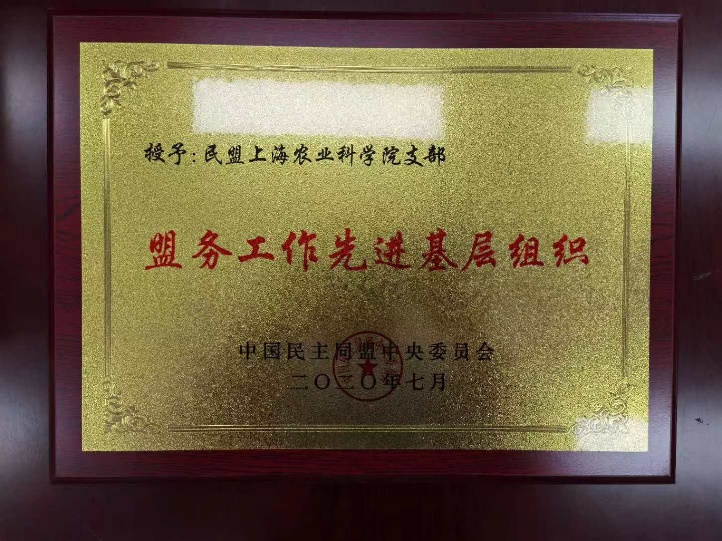 授予：民盟上海农业科学院支部
盟务工作先进基层组织
中国民主同盟中央委员会
二〇二〇年七月